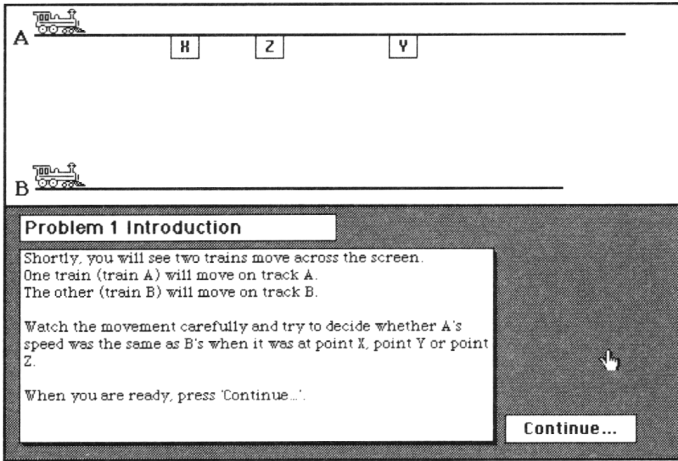 A
X Z Y
B
Problem 1 Introduction
Shortly, you will see two trains move across the screen.
One train (train A) will move on track A.
The other (train B) will move on track B.
Watch the movement carefully and try to decide whether A's
speed was the same as B's when it was at point X, point Y or point
Z.
When you are ready, press 'Continue...'.
Continue...